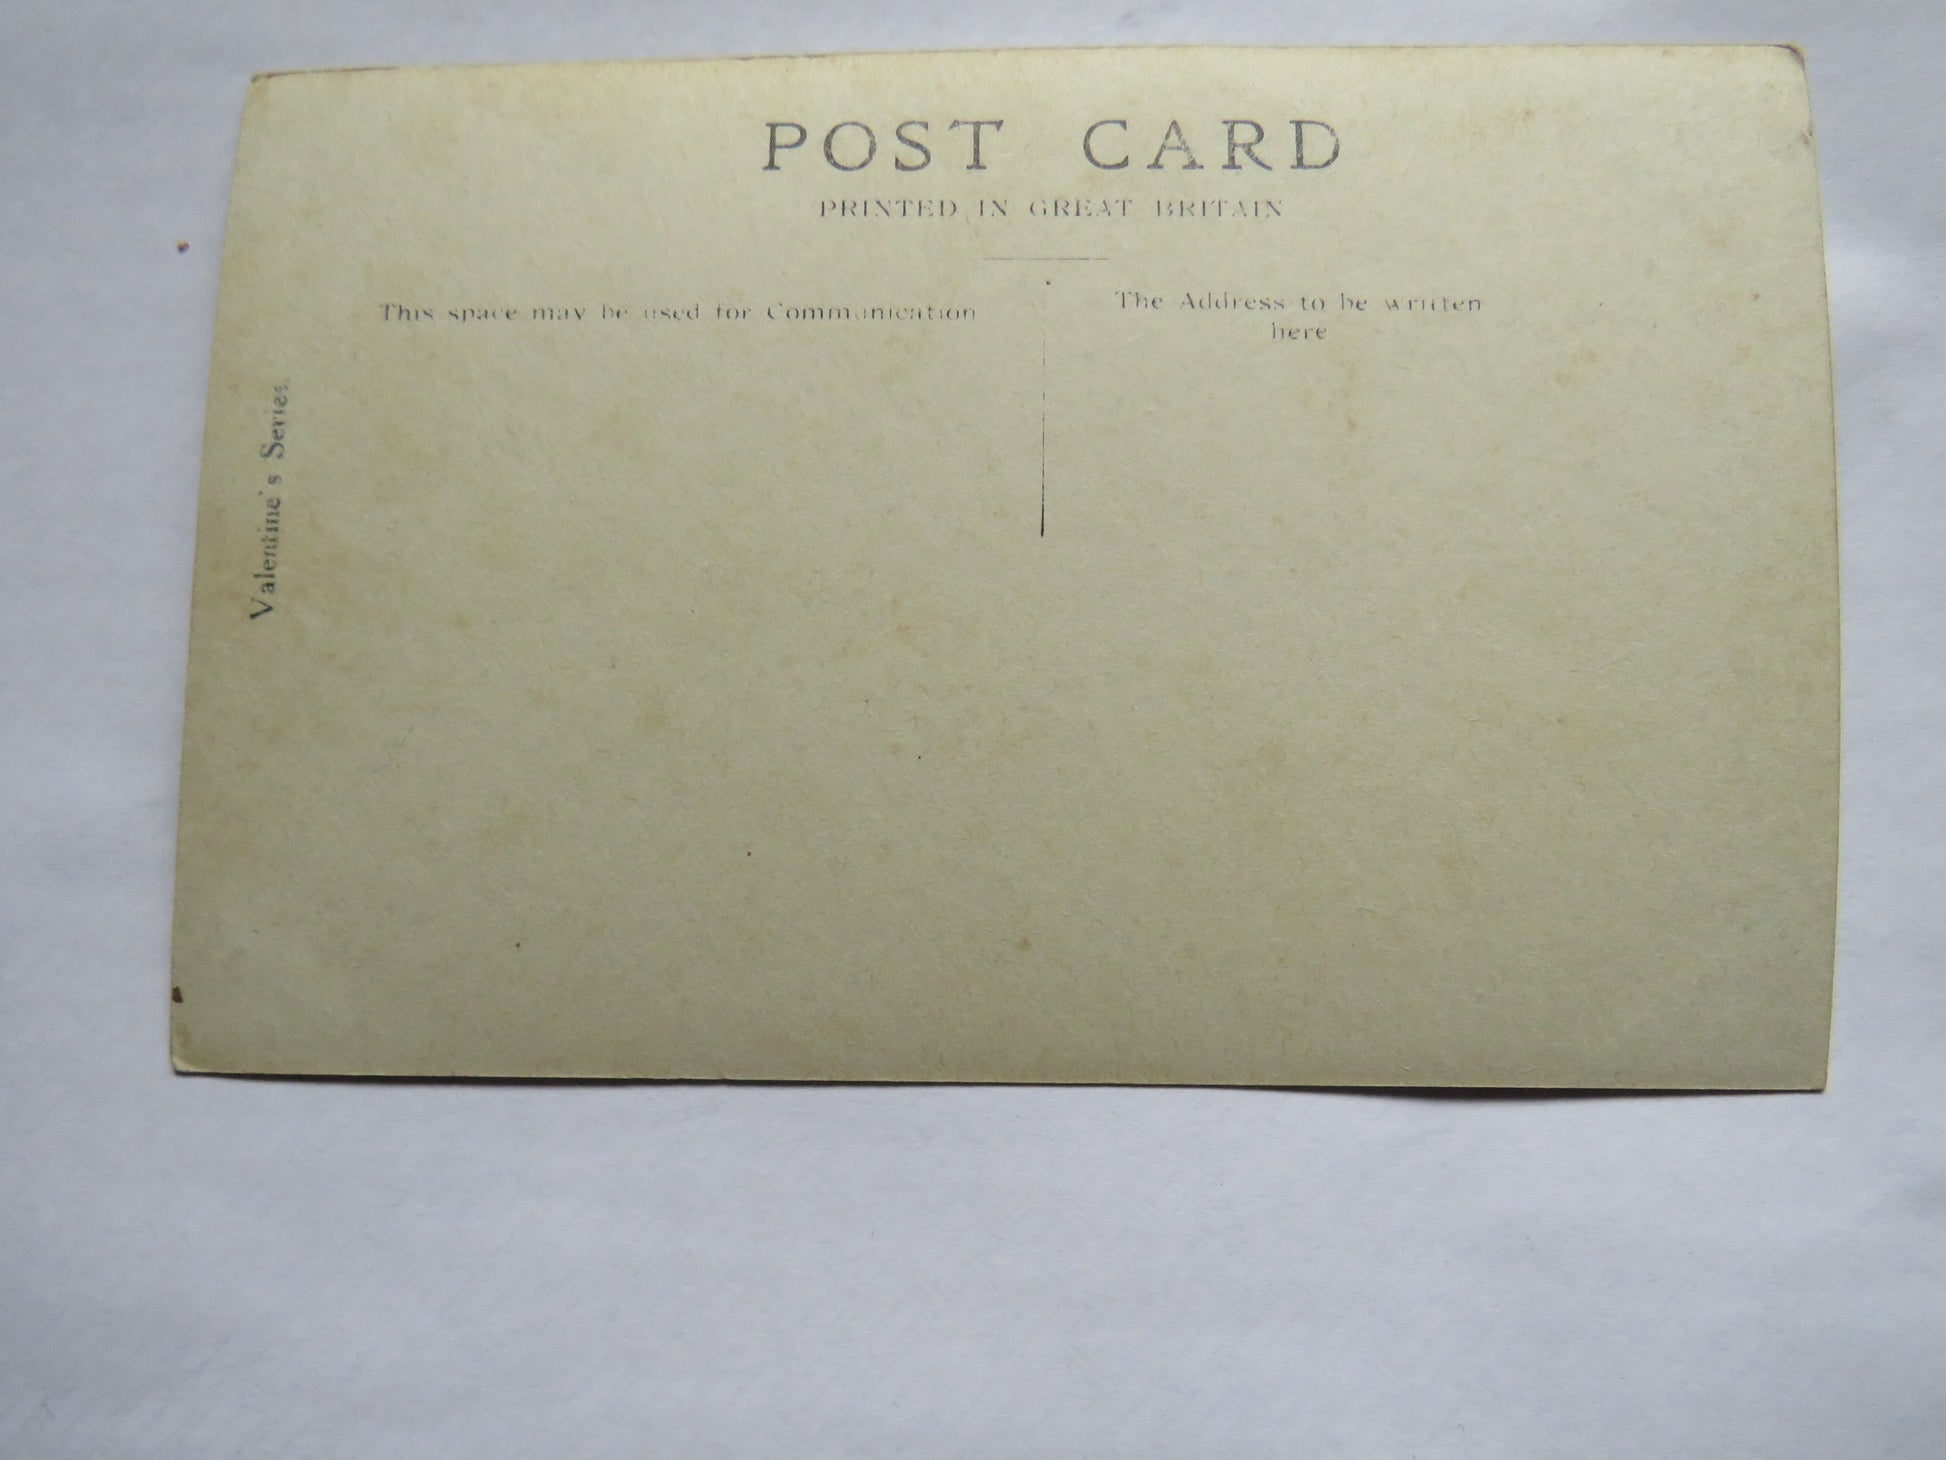 POST CARD
PRINTED IN GREAT BRITAIN
This space may be used for Communication
The Address to be written
here
Valentine's Series